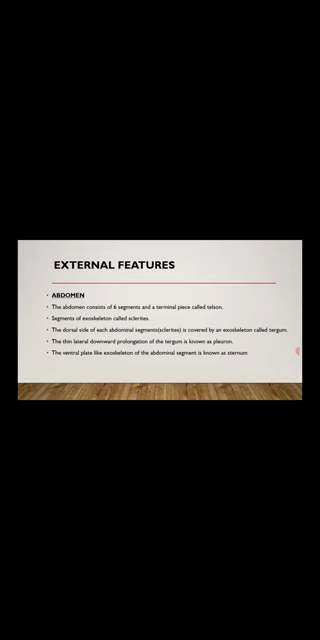 EXTERNAL FEATURES
• ABDOMEN
• The abdomen consists of 6 segments and a terminal piece called telson.
• Segments of exoskeleton called sclerites.
• The dorsal side of each abdominal segments(sclerites) is covered by an exoskeleton called tergum.
• The thin lateral downward prolongation of the tergum is known as pleuron.
• The ventral plate like exoskeleton of the abdominal segment is known as sternum